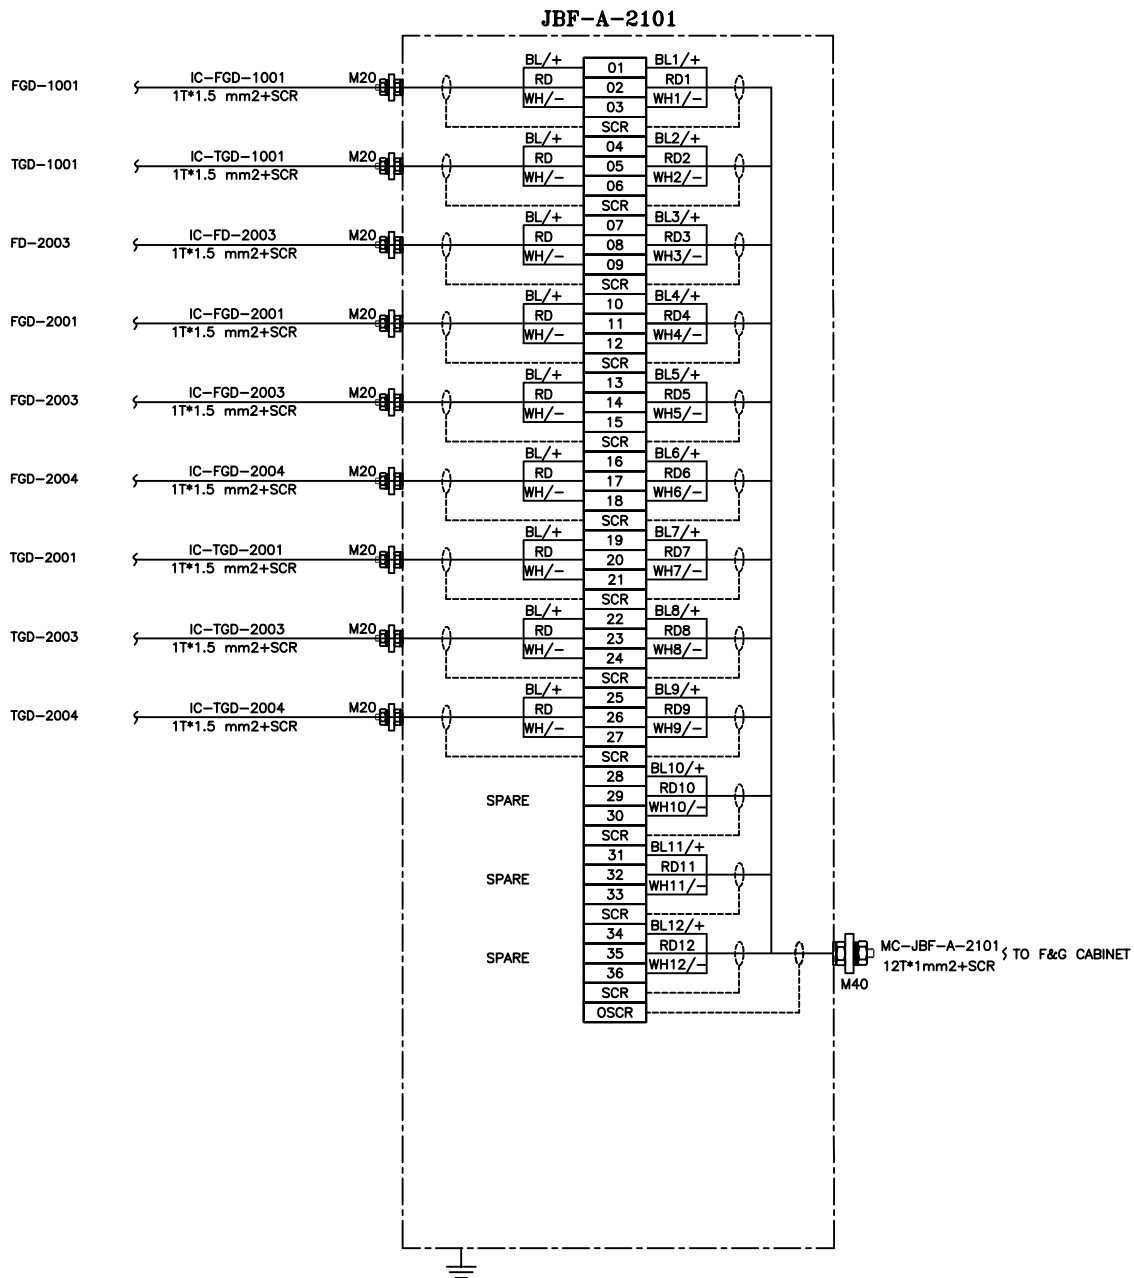 JBF-A-2101
BL/+ 01 BL1/+
FGD-1001 IC-FGD-1001 M20 RD 02 RD1
1T*1.5 mm2+SCR WH/- 03 WH1/-
SCR
BL/+ 04 BL2/+
TGD-1001 IC-TGD-1001 M20 RD 05 RD2
1T*1.5 mm2+SCR WH/- 06 WH2/-
SCR
BL/+ 07 BL3/+
FD-2003 IC-FD-2003 M20 RD 08 RD3
1T*1.5 mm2+SCR WH/- 09 WH3/-
SCR
BL/+ 10 BL4/+
FGD-2001 IC-FGD-2001 M20 RD 11 RD4
1T*1.5 mm2+SCR WH/- 12 WH4/-
SCR
BL/+ 13 BL5/+
FGD-2003 IC-FGD-2003 M20 RD 14 RD5
1T*1.5 mm2+SCR WH/- 15 WH5/-
SCR
BL/+ 16 BL6/+
FGD-2004 IC-FGD-2004 M20 RD 17 RD6
1T*1.5 mm2+SCR WH/- 18 WH6/-
SCR
BL/+ 19 BL7/+
TGD-2001 IC-TGD-2001 M20 RD 20 RD7
1T*1.5 mm2+SCR WH/- 21 WH7/-
SCR
BL/+ 22 BL8/+
TGD-2003 IC-TGD-2003 M20 RD 23 RD8
1T*1.5 mm2+SCR WH/- 24 WH8/-
SCR
BL/+ 25 BL9/+
TGD-2004 IC-TGD-2004 M20 RD 26 RD9
1T*1.5 mm2+SCR WH/- 27 WH9/-
SCR
28 BL10/+
SPARE 29 RD10
30 WH10/-
SCR
31 BL11/+
SPARE 32 RD11
33 WH11/-
SCR
34 BL12/+
SPARE 35 RD12 MC-JBF-A-2101 TO F&G CABINET
36 WH12/- 12T*1mm2+SCR
SCR M40
OSCR